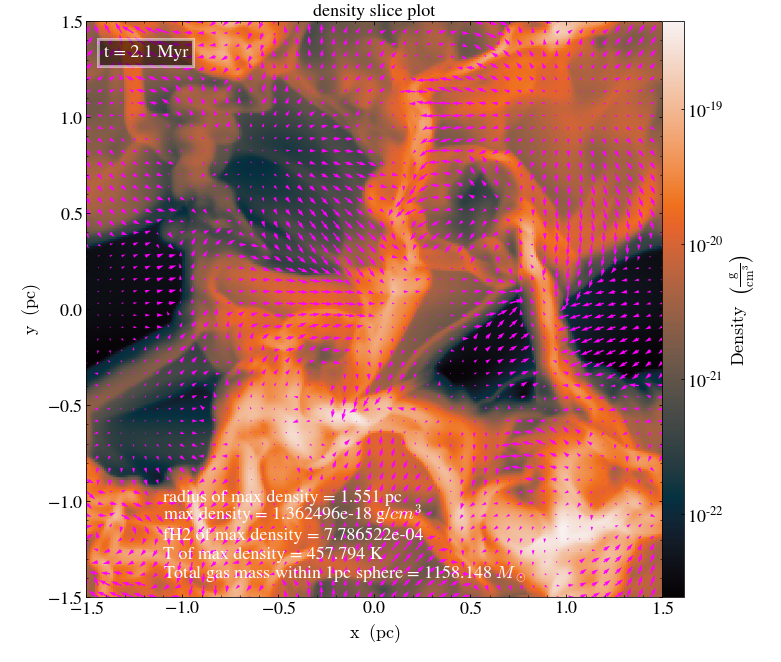 density slice plot
t = 2.1 Myr
1.5
1.0
0.5
0.0
−0.5
−1.0
−1.5
y (pc)
radius of max density = 1.551 pc
max density = 1.362496e-18 g/cm³
fH2 of max density = 7.786522e-04
T of max density = 457.794 K
Total gas mass within 1pc sphere = 1158.148 M⊙
−1.5
−1.0
−0.5
0.0
0.5
1.0
1.5
x (pc)
10⁻¹⁹
10⁻²⁰
10⁻²¹
10⁻²²
Density (g/cm³)